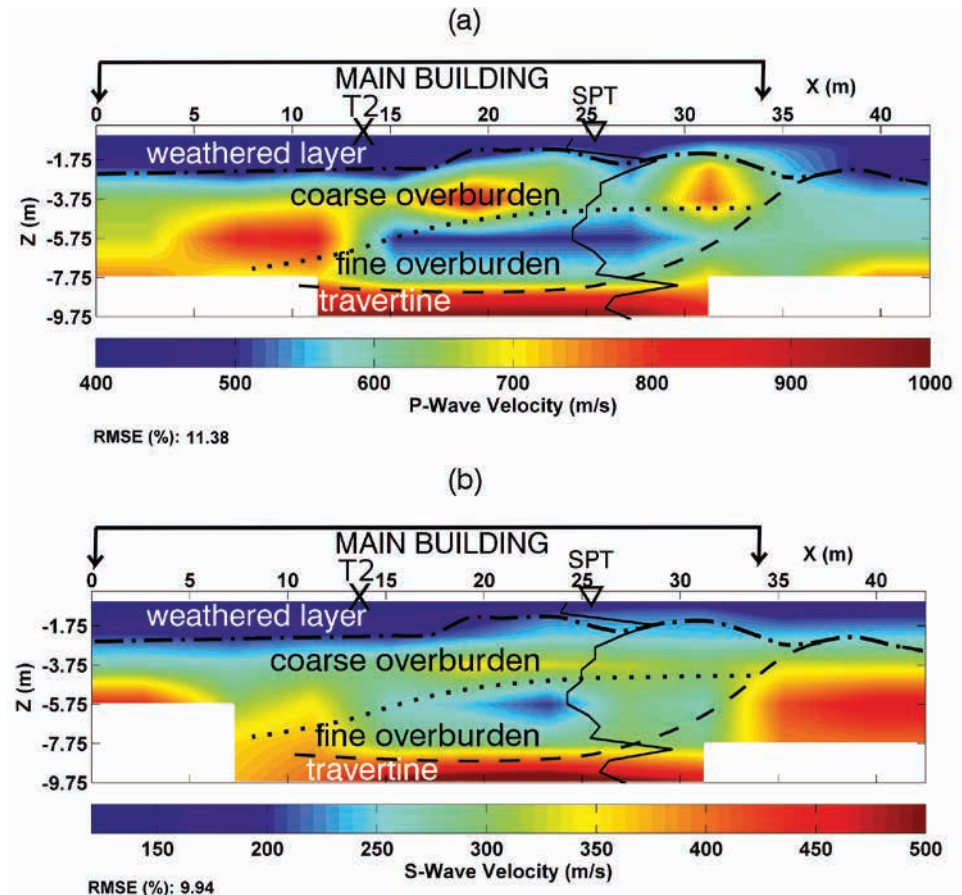 (a)
MAIN BUILDING
T2 SPT X (m)
0 5 10 15 20 25 30 35 40
weathered layer
coarse overburden
fine overburden
travertine
Z (m)
-1.75
-3.75
-5.75
-7.75
-9.75
400 500 600 700 800 900 1000
P-Wave Velocity (m/s)
RMSE (%): 11.38
(b)
MAIN BUILDING
T2 SPT X (m)
0 5 10 15 20 25 30 35 40
weathered layer
coarse overburden
fine overburden
travertine
Z (m)
-1.75
-3.75
-5.75
-7.75
-9.75
150 200 250 300 350 400 450 500
S-Wave Velocity (m/s)
RMSE (%): 9.94